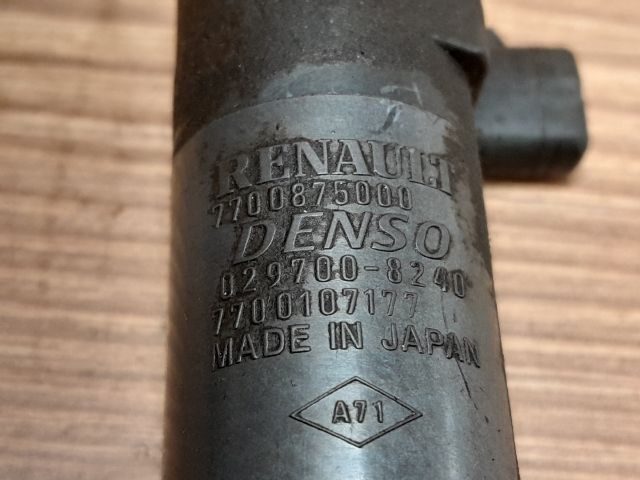 RENAULT
7700875000
DENSO
029700-8240
7700107177
MADE IN JAPAN
A71